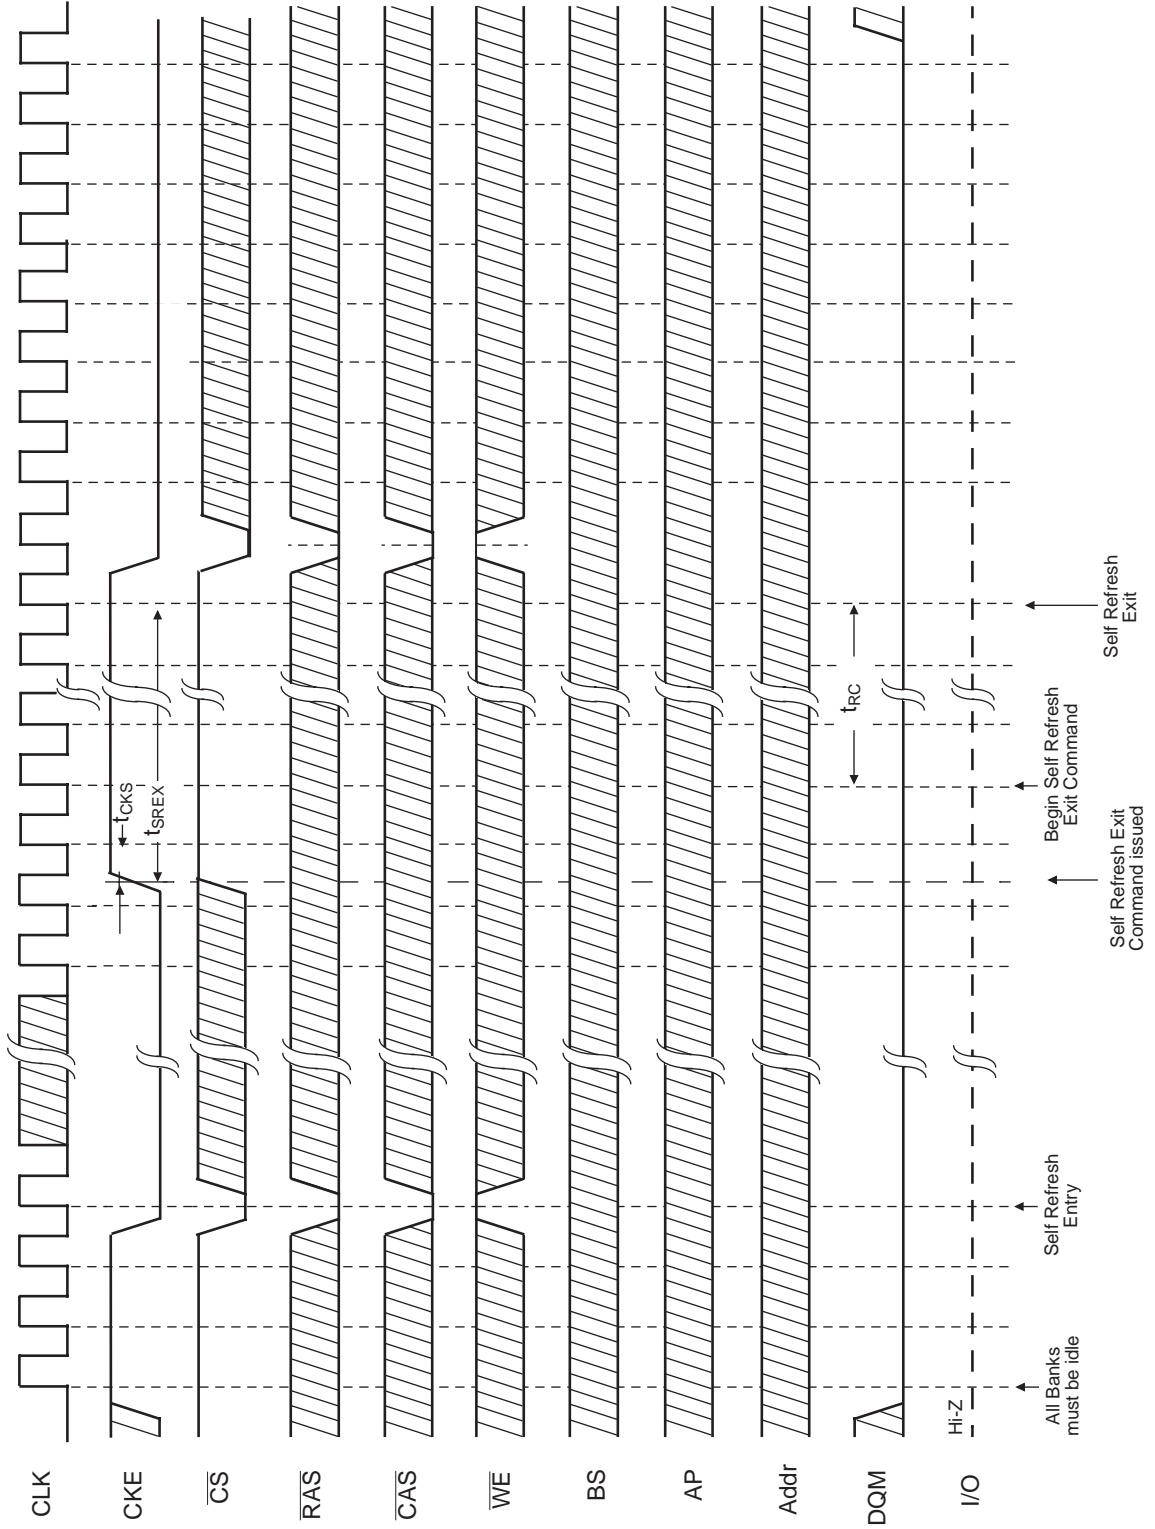 CLK
CKE
CS
RAS
CAS
WE
BS
AP
Addr
DQM
I/O
Hi-Z
tCKS
tSREX
tRC
All Banks
must be idle
Self Refresh
Entry
Self Refresh Exit
Command issued
Begin Self Refresh
Exit Command
Self Refresh
Exit